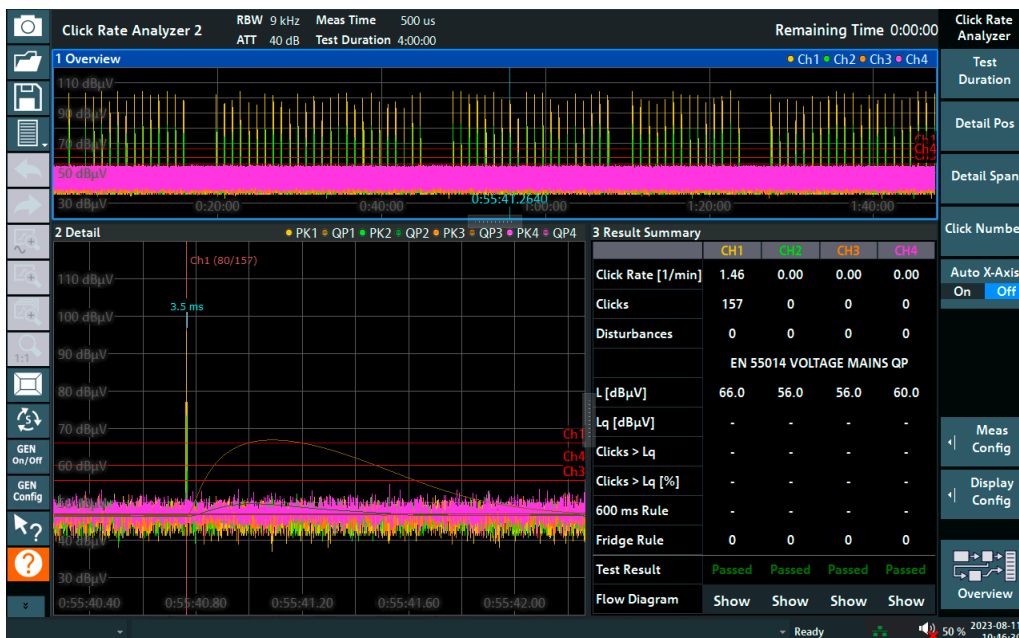 Click Rate Analyzer 2
RBW 9 kHz Meas Time 500 us
ATT 40 dB Test Duration 4:00:00
Remaining Time 0:00:00
Click Rate Analyzer
1 Overview
Ch1 Ch2 Ch3 Ch4
110 dBµV
90 dBµV
70 dBµV
50 dBµV
30 dBµV
Ch1
Ch4
Ch3
0:20:00 0:40:00 0:55:41.2640 1:00:00 1:20:00 1:40:00
2 Detail
PK1 QP1 PK2 QP2 PK3 QP3 PK4 QP4
Ch1 (80/157)
3.5 ms
110 dBµV
100 dBµV
90 dBµV
80 dBµV
70 dBµV
60 dBµV
40 dBµV
30 dBµV
Ch1
Ch4
Ch3
0:55:40.40 0:55:40.80 0:55:41.20 0:55:41.60 0:55:42.00
3 Result Summary
CH1 CH2 CH3 CH4
Click Rate [1/min] 1.46 0.00 0.00 0.00
Clicks 157 0 0 0
Disturbances 0 0 0 0
EN 55014 VOLTAGE MAINS QP
L [dBµV] 66.0 56.0 56.0 60.0
Lq [dBµV] - - - -
Clicks > Lq - - - -
Clicks > Lq [%] - - - -
600 ms Rule - - - -
Fridge Rule 0 0 0 0
Test Result Passed Passed Passed Passed
Flow Diagram Show Show Show Show
Test Duration
Detail Pos
Detail Span
Click Numbe
Auto X-Axis
On Off
Meas Config
Display Config
Overview
1:1
S
GEN On/Off
GEN Config
?
?
Ready
50 %
2023-08-11